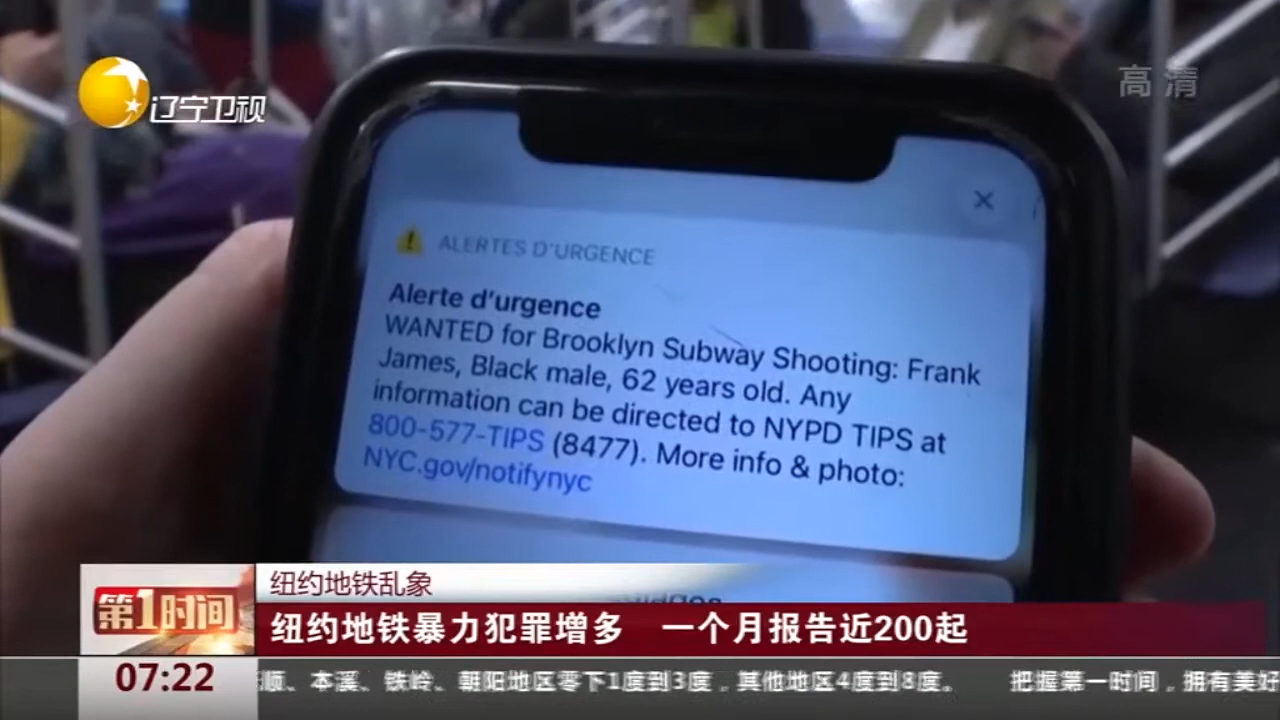 辽宁卫视
高清
ALERTES D'URGENCE
Alerte d'urgence
WANTED for Brooklyn Subway Shooting: Frank
James, Black male, 62 years old. Any
information can be directed to NYPD TIPS at
800-577-TIPS (8477). More info & photo:
NYC.gov/notifynyc
纽约地铁乱象
第1时间
纽约地铁暴力犯罪增多 一个月报告近200起
07:22
顺、本溪、铁岭、朝阳地区零下1度到3度，其他地区4度到8度。 把握第一时间，拥有美好